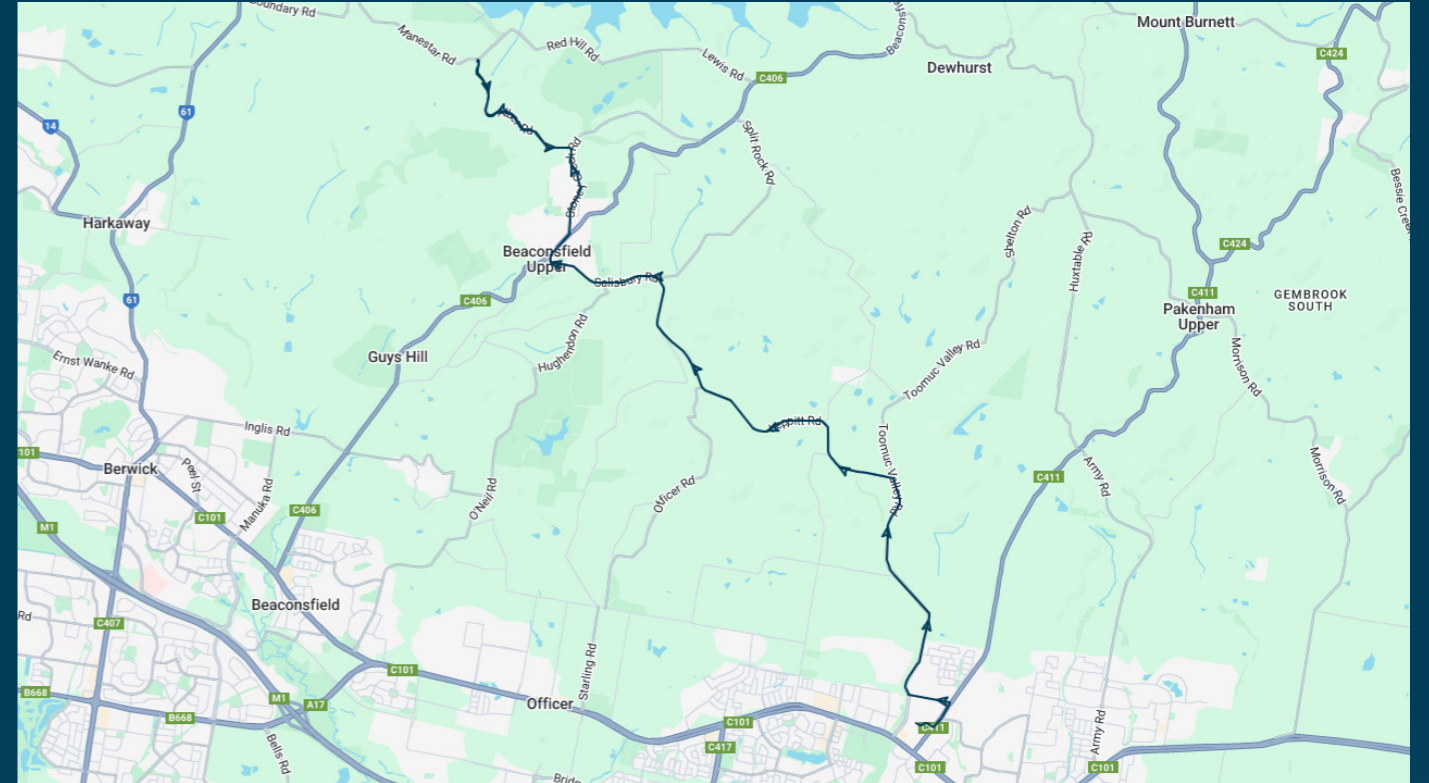 Boundary Rd
Manestar Rd
Red Hill Rd
Lewis Rd
C406
Mount Burnett
C424
Dewhurst
61
14
Split Rock Rd
Bessie Creek
Harkaway
Shelton Rd
Huxtable Rd
C424
Beaconsfield
Upper
Salisbury Rd
C411
GEMBROOK
SOUTH
61
C406
Pakenham
Upper
Hughendon Rd
Guys Hill
Toomuc Valley Rd
Morrison Rd
Ernst Wanke Rd
Inglis Rd
101
Berwick
Peel St
Manuka Rd
O'Neil Rd
Officer Rd
Toomuc Valley Rd
C411
Army Rd
Morrison Rd
C101
C406
M1
Beaconsfield
Rd
C407
C101
Starling Rd
B668
M1
A17
Officer
B668
C101
C411
Army Rd
Bells Rd
C417
C101
C101